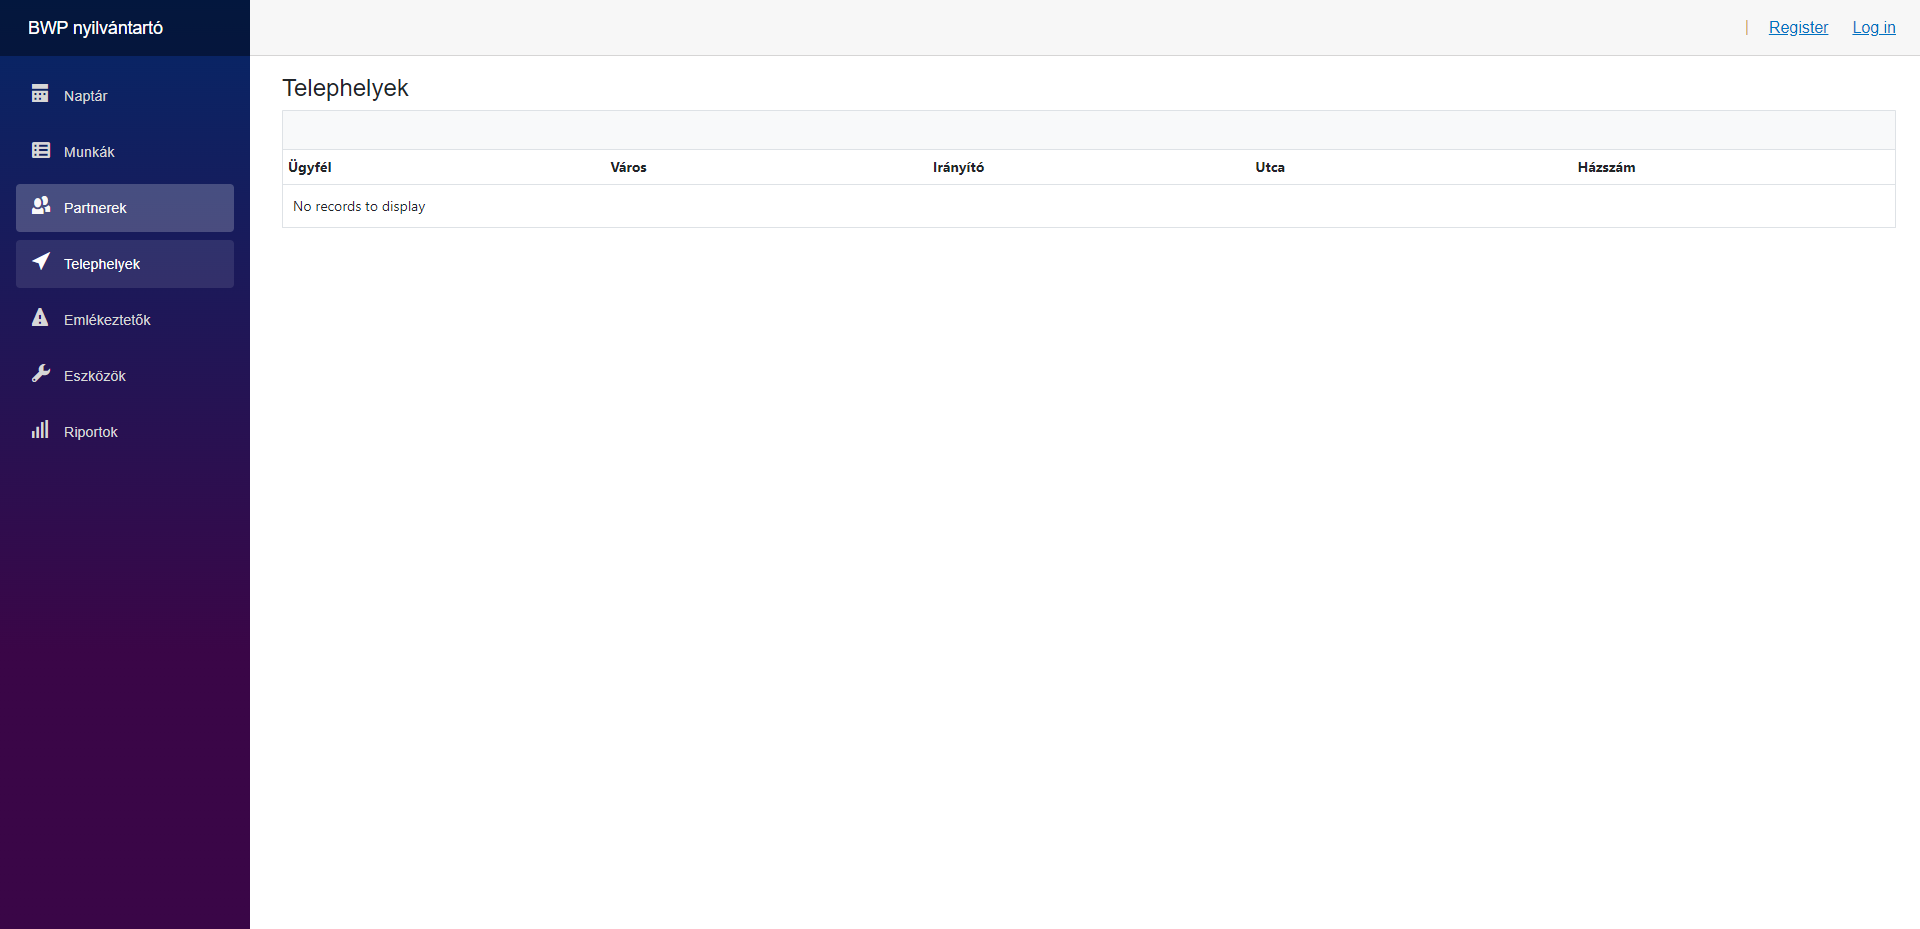 BWP nyilvántartó
Register Log in
Naptár
Munkák
Partnerek
Telephelyek
Emlékeztetők
Eszközök
Riportok
Telephelyek
Ügyfél Város Irányító Utca Házszám
No records to display